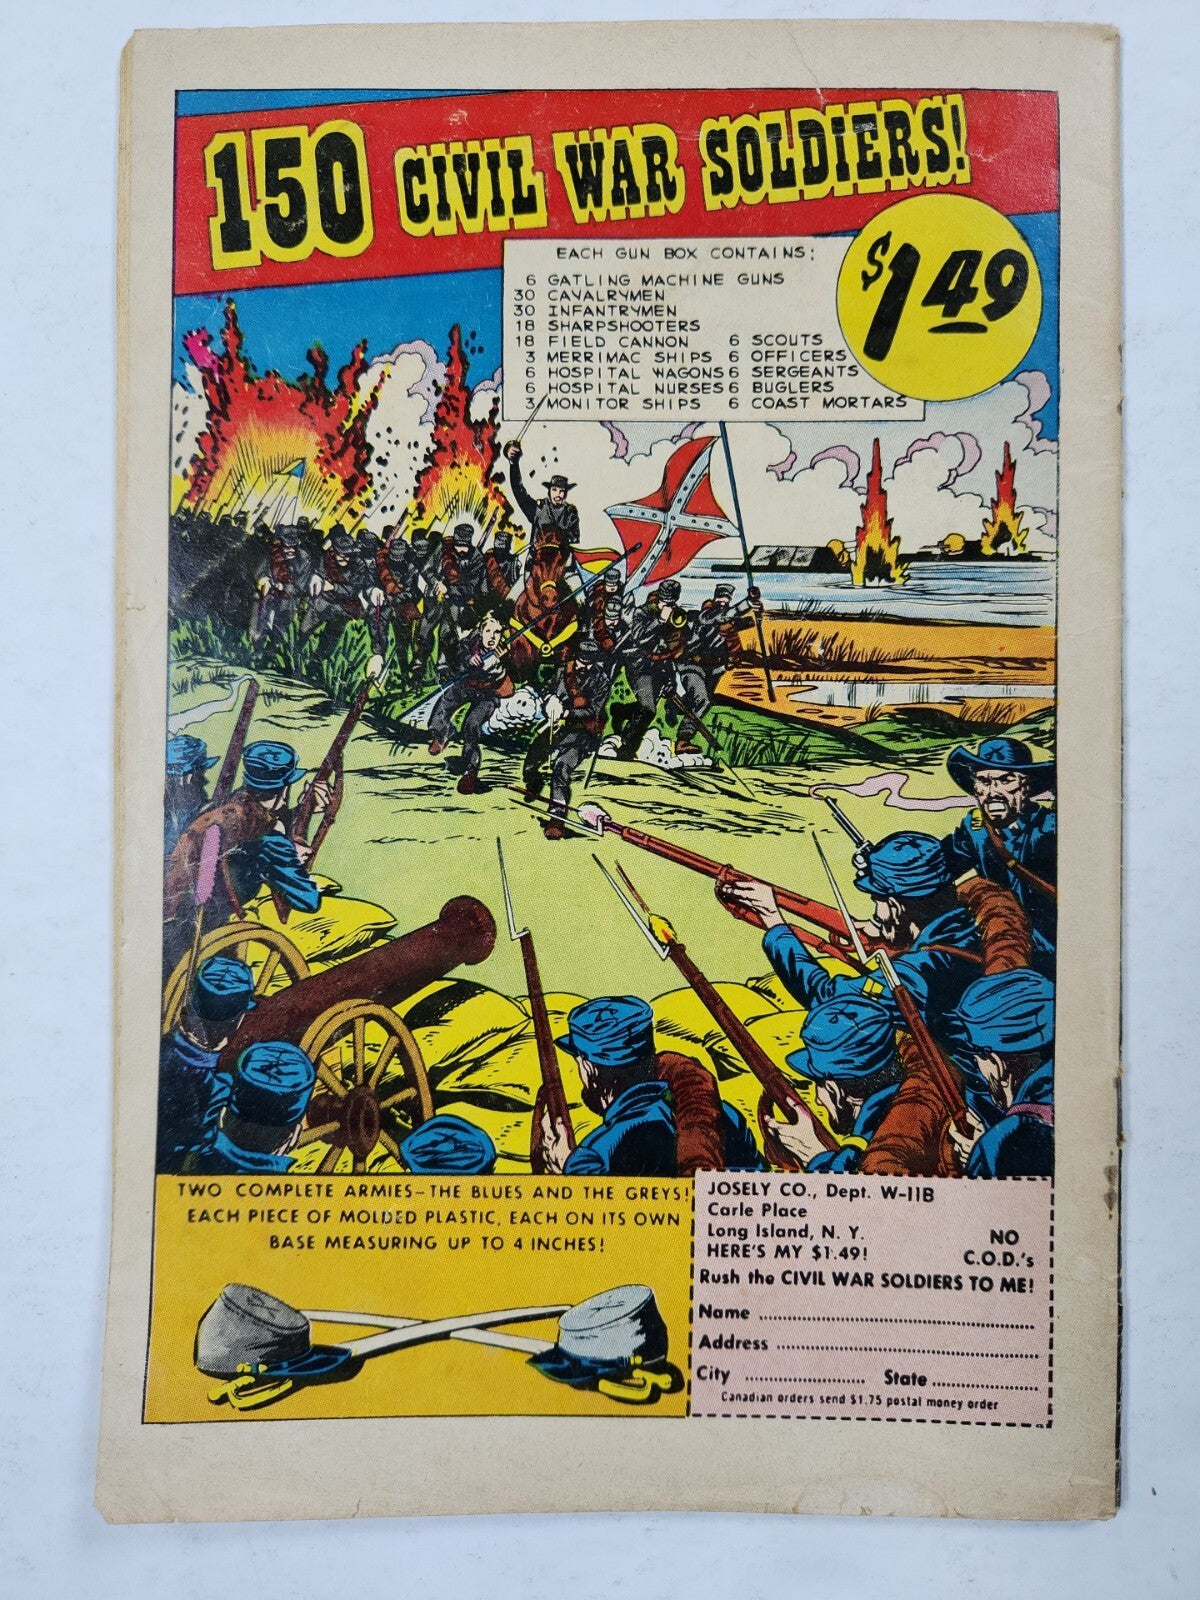 150 CIVIL WAR SOLDIERS!
$1.49
EACH GUN BOX CONTAINS:
6 GATLING MACHINE GUNS
30 CAVALRYMEN
30 INFANTRYMEN
18 SHARPSHOOTERS
18 FIELD CANNON 6 SCOUTS
3 MERRIMAC SHIPS 6 OFFICERS
6 HOSPITAL WAGONS 6 SERGEANTS
6 HOSPITAL NURSES 6 BUGLERS
3 MONITOR SHIPS 6 COAST MORTARS
TWO COMPLETE ARMIES-THE BLUES AND THE GREYS!
EACH PIECE OF MOLDED PLASTIC, EACH ON ITS OWN
BASE MEASURING UP TO 4 INCHES!
JOSELY CO., Dept. W-11B
Carle Place
Long Island, N. Y.
HERE'S MY $1.49!
NO
C.O.D.'s
Rush the CIVIL WAR SOLDIERS TO ME!
Name
Address
City State
Canadian orders send $1.75 postal money order